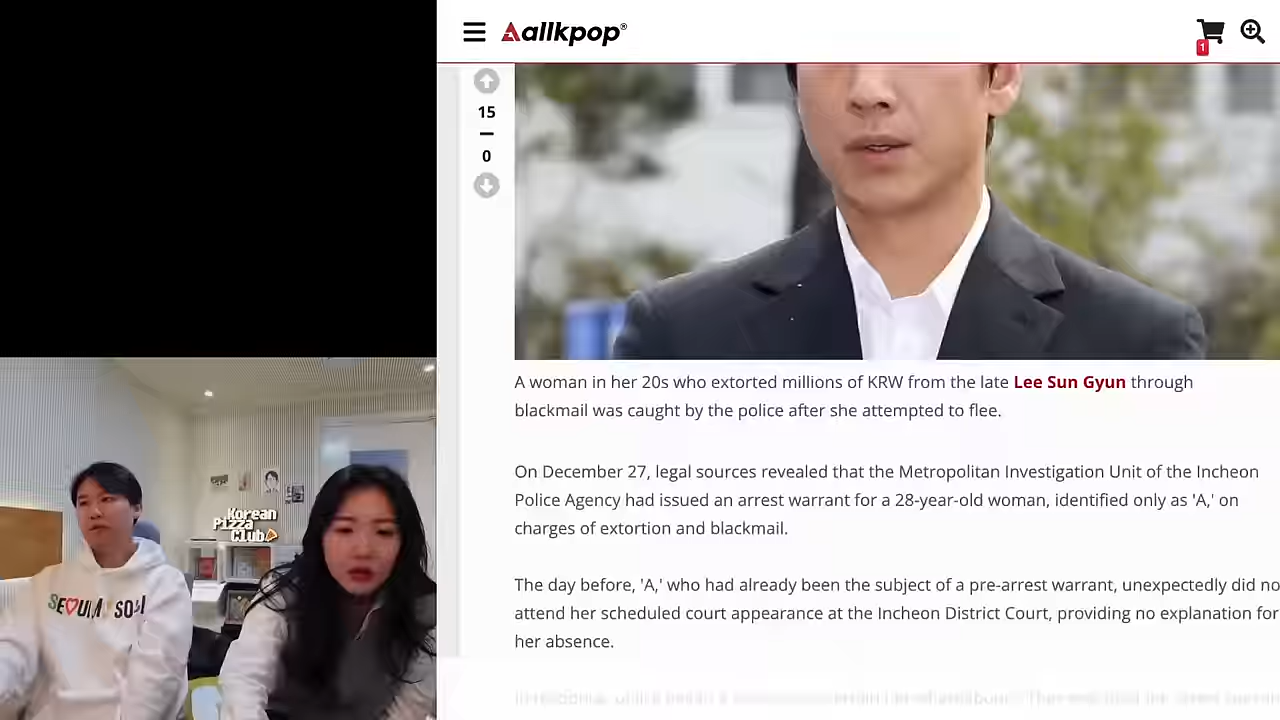 allkpop®
1
15
0
A woman in her 20s who extorted millions of KRW from the late Lee Sun Gyun through
blackmail was caught by the police after she attempted to flee.
On December 27, legal sources revealed that the Metropolitan Investigation Unit of the Incheon
Police Agency had issued an arrest warrant for a 28-year-old woman, identified only as 'A,' on
charges of extortion and blackmail.
The day before, 'A,' who had already been the subject of a pre-arrest warrant, unexpectedly did no
attend her scheduled court appearance at the Incheon District Court, providing no explanation for
her absence.
Korean
Pizza
Club